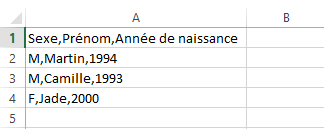 A B
1 Sexe,Prénom,Année de naissance
2 M,Martin,1994
3 M,Camille,1993
4 F,Jade,2000
5